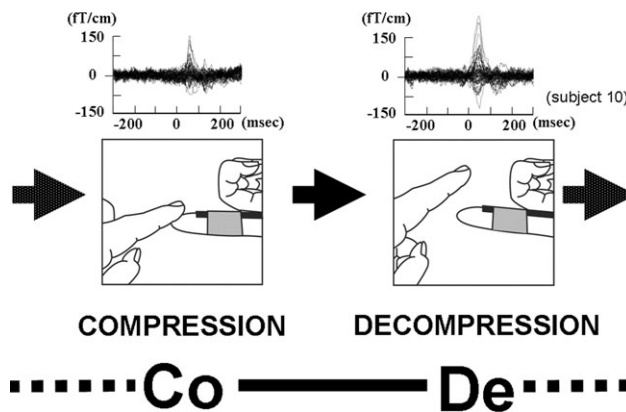 (fT/cm)
150
0
-150
-200 0 200 (msec)
(fT/cm)
150
0
-150
-200 0 200
(subject 10)
(msec)
COMPRESSION
DECOMPRESSION
Co
De